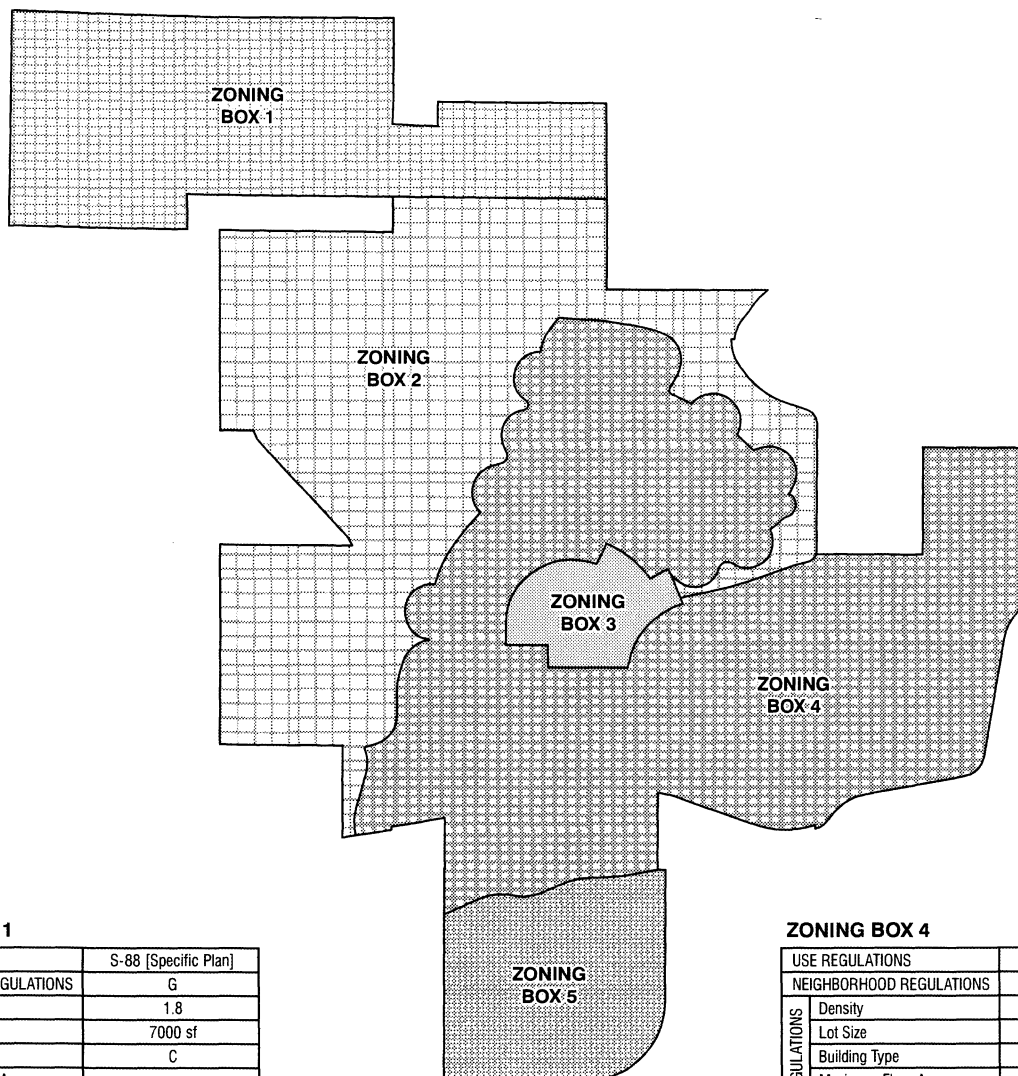 ZONING
BOX 1
ZONING
BOX 2
ZONING
BOX 3
ZONING
BOX 4
ZONING
BOX 5
1
S-88 [Specific Plan]
GULATIONS G
1.8
7000 sf
C
ZONING BOX 4
USE REGULATIONS
NEIGHBORHOOD REGULATIONS
Density
Lot Size
Building Type
GULATIONS